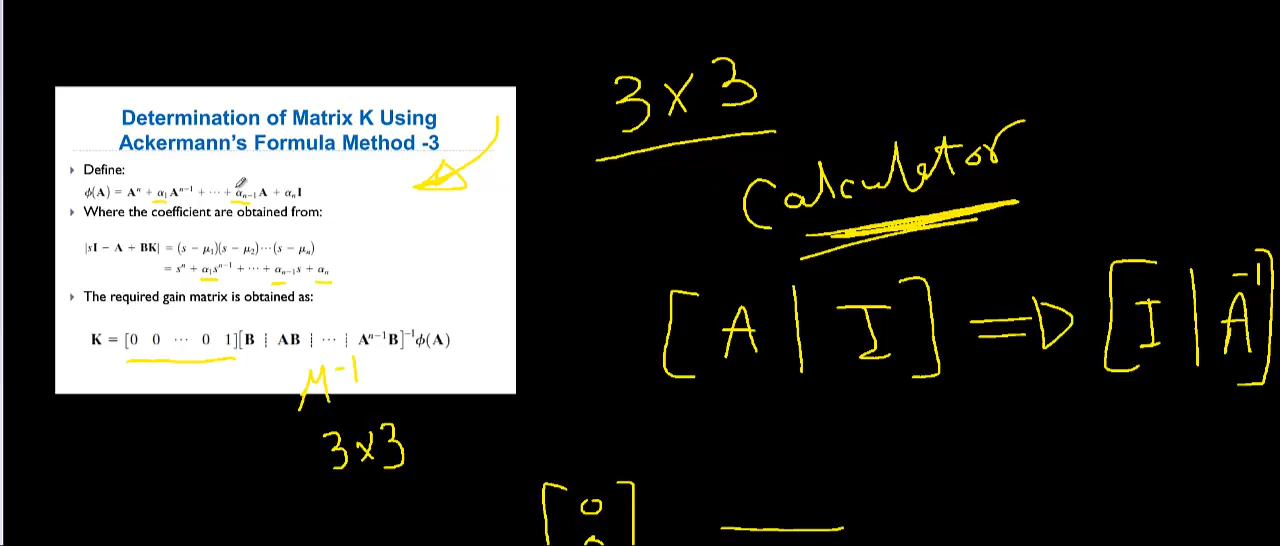 Determination of Matrix K Using
Ackermann's Formula Method -3
Define:
ϕ(A) = Aⁿ + α₁Aⁿ⁻¹ + ··· + αₙ₋₁A + αₙI
Where the coefficient are obtained from:
|sI − A + BK| = (s − μ₁)(s − μ₂)···(s − μₙ)
= sⁿ + α₁sⁿ⁻¹ + ··· + αₙ₋₁s + αₙ
The required gain matrix is obtained as:
K = [0 0 ··· 0 1][B ⋮ AB ⋮ ··· ⋮ Aⁿ⁻¹B]⁻¹ϕ(A)
M⁻¹
3×3
3×3
Calculator
[A | I] ⇒ [I | A⁻¹]
[0]